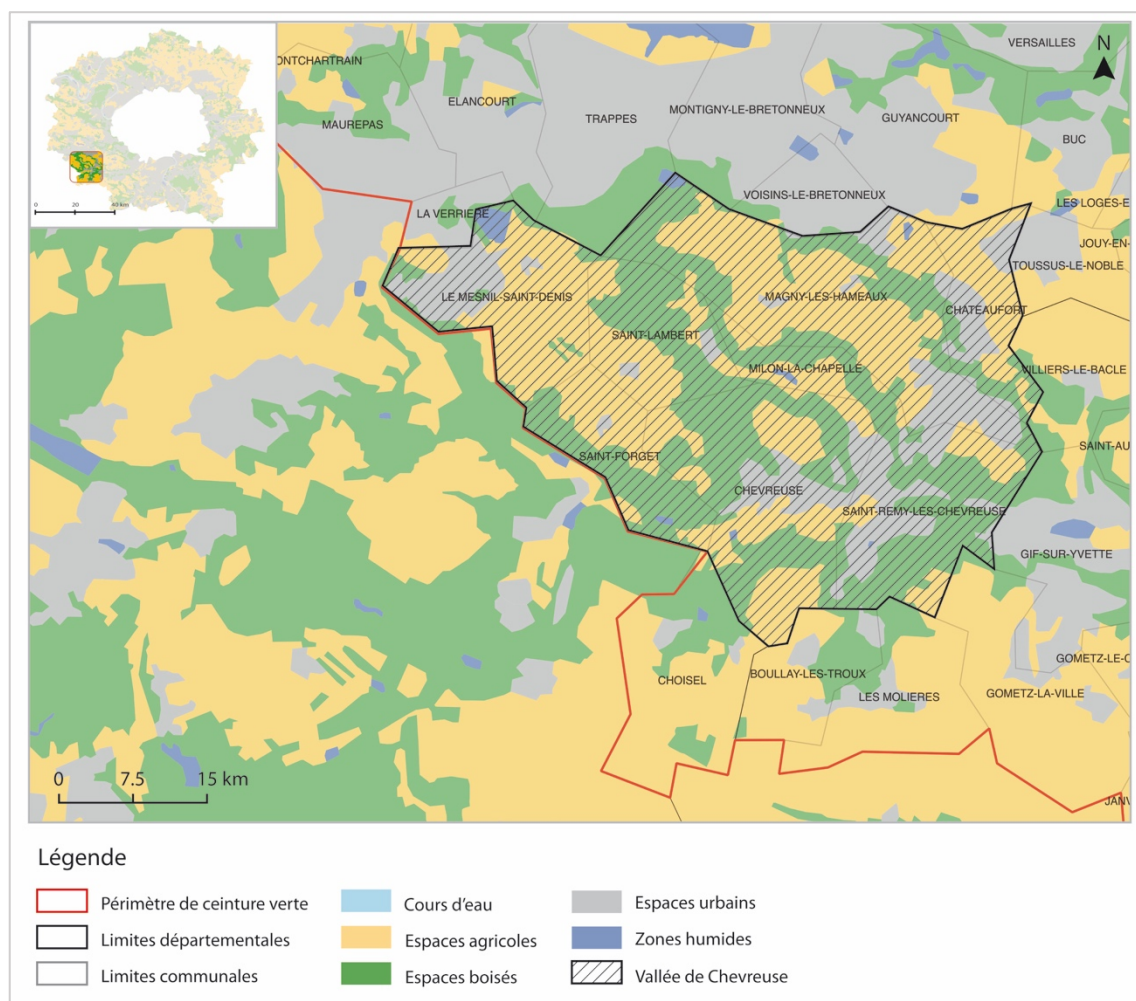 ONTCHARTRAIN
VERSAILLES
N
ELANCOURT
MAUREPAS
TRAPPES
MONTIGNY-LE-BRETONNEUX
GUYANCOURT
BUC
0 20 40 km
VOISINS-LE-BRETONNEUX
LA VERRIERE
LES LOGES-E
JOUY-EN-
TOUSSUS-LE-NOBLE
LE MESNIL-SAINT-DENIS
MAGNY-LES-HAMEAUX
CHATEAUFORT
SAINT-LAMBERT
MILON-LA-CHAPELLE
VILLIERS-LE-BACLE
SAINT-AU
SAINT-FORGET
CHEVREUSE
SAINT-REMY-LES-CHEVREUSE
GIF-SUR-YVETTE
GOMETZ-LE-C
CHOISEL
BOULLAY-LES-TROUX
LES MOLIERES
GOMETZ-LA-VILLE
0 7.5 15 km
JANV
Légende
Périmètre de ceinture verte
Cours d'eau
Espaces urbains
Limites départementales
Espaces agricoles
Zones humides
Limites communales
Espaces boisés
Vallée de Chevreuse